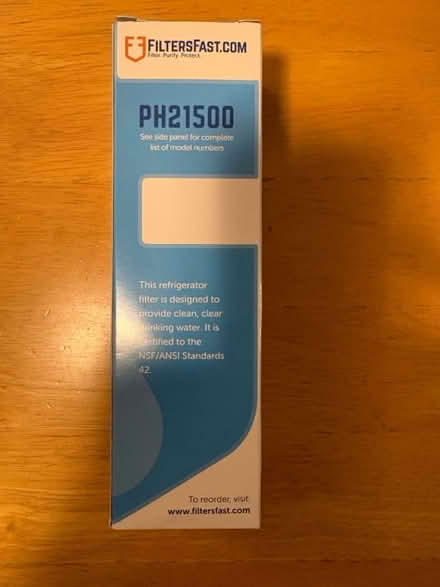 FILTERSFAST.COM
Filter. Purify. Protect.
PH21500
See side panel for complete
list of model numbers
This refrigerator
filter is designed to
provide clean, clear
drinking water. It is
certified to the
NSF/ANSI Standards
42.
To reorder, visit:
www.filtersfast.com